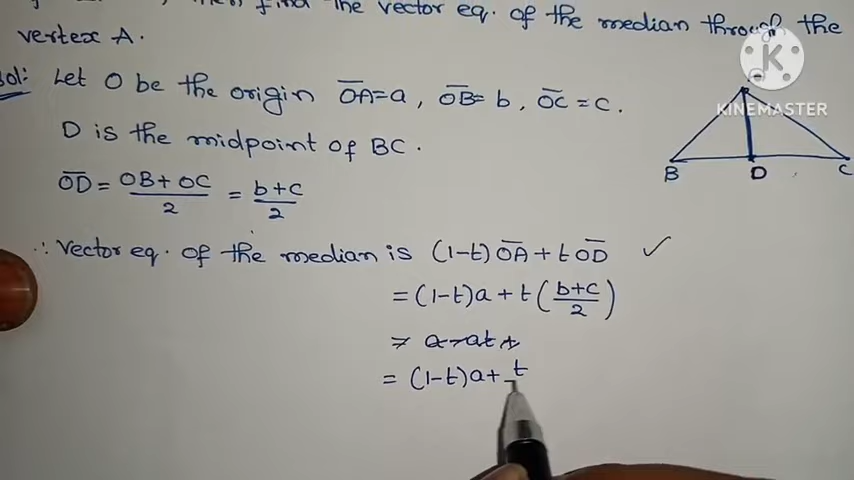 find the vector eq. of the median through the
vertex A.
Sol: Let O be the origin OA=a, OB=b, OC=c.
D is the midpoint of BC.
OD = OB+OC/2 = b+c/2
∴ Vector eq. of the median is (1-t)OA + tOD ✓
= (1-t)a + t(b+c/2)
= a-at+
= (1-t)a + t
B D C
K
KINEMASTER